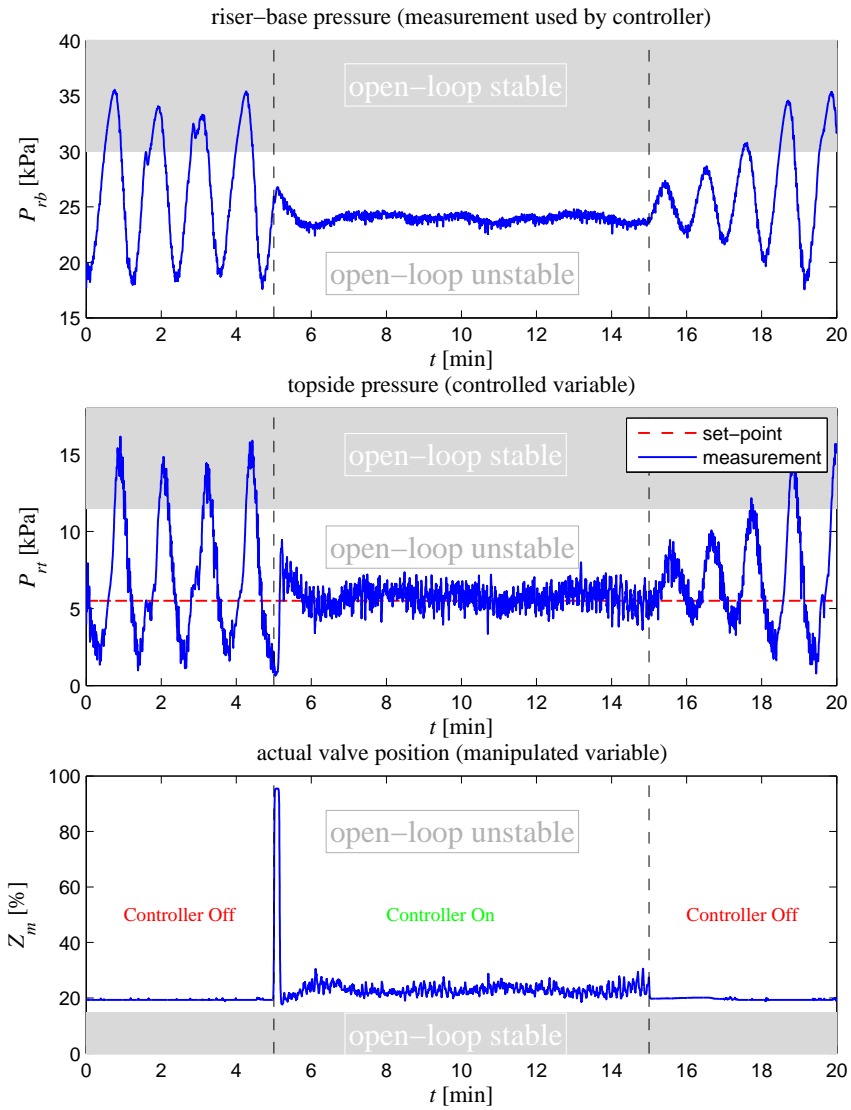 riser−base pressure (measurement used by controller)
40
35
30
25
20
15
P_rb [kPa]
open−loop stable
open−loop unstable
0 2 4 6 8 10 12 14 16 18 20
t [min]
topside pressure (controlled variable)
15
10
5
0
P_rt [kPa]
open−loop stable
set−point
measurement
open−loop unstable
0 2 4 6 8 10 12 14 16 18 20
t [min]
actual valve position (manipulated variable)
100
80
60
40
20
0
Z_m [%]
open−loop unstable
Controller Off
Controller On
Controller Off
open−loop stable
0 2 4 6 8 10 12 14 16 18 20
t [min]